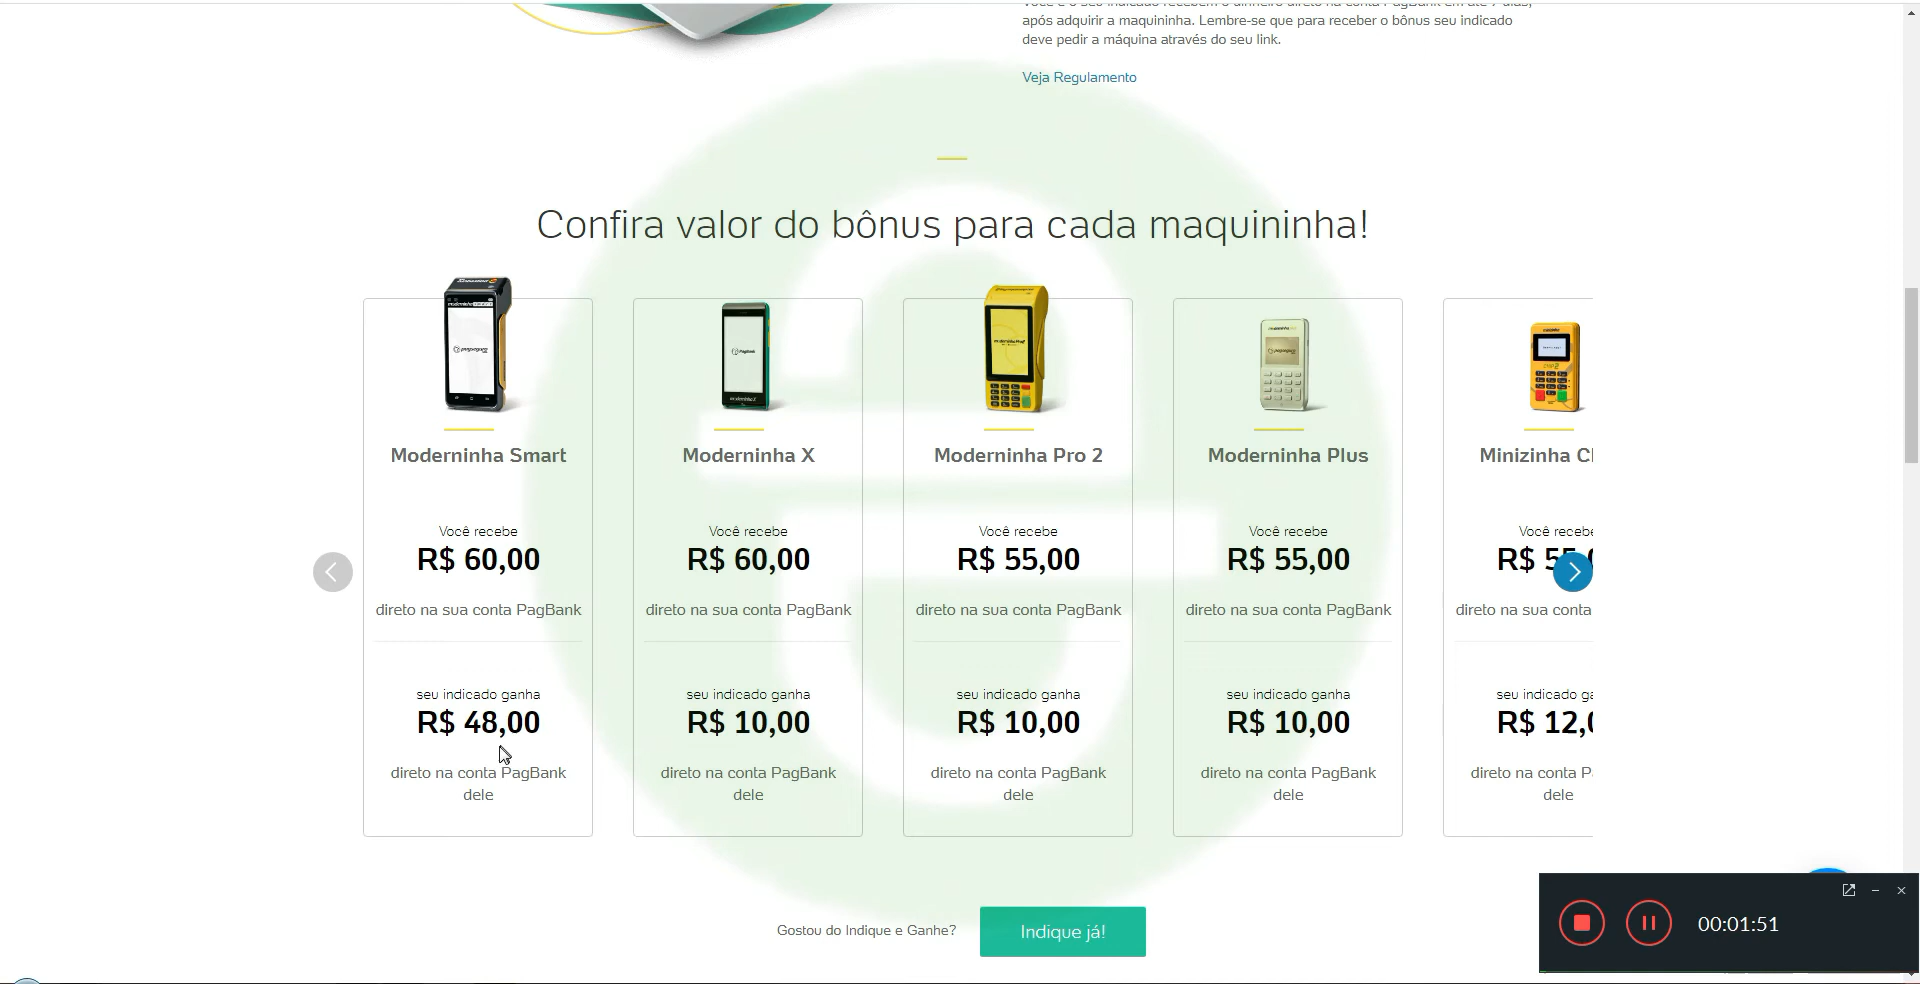 após adquirir a maquininha. Lembre-se que para receber o bônus seu indicado
deve pedir a máquina através do seu link.
Veja Regulamento
Confira valor do bônus para cada maquininha!
Moderninha Smart
Você recebe
R$ 60,00
direto na sua conta PagBank
seu indicado ganha
R$ 48,00
direto na conta PagBank
dele
Moderninha X
Você recebe
R$ 60,00
direto na sua conta PagBank
seu indicado ganha
R$ 10,00
direto na conta PagBank
dele
Moderninha Pro 2
Você recebe
R$ 55,00
direto na sua conta PagBank
seu indicado ganha
R$ 10,00
direto na conta PagBank
dele
Moderninha Plus
Você recebe
R$ 55,00
direto na sua conta PagBank
seu indicado ganha
R$ 10,00
direto na conta PagBank
dele
Minizinha
Você recebe
R$
direto na sua conta
seu indicado
R$ 12,0
direto na conta
dele
Gostou do Indique e Ganhe?
Indique já!
00:01:51